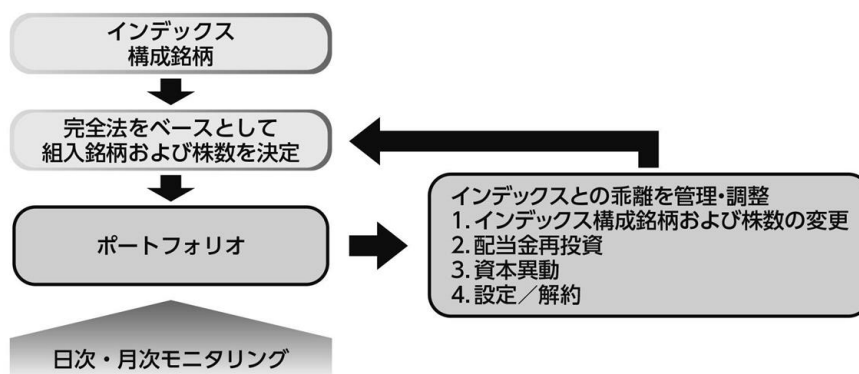 インデックス
構成銘柄
完全法をベースとして
組入銘柄および株数を決定
ポートフォリオ
インデックスとの乖離を管理・調整
1. インデックス構成銘柄および株数の変更
2. 配当金再投資
3. 資本異動
4. 設定／解約
日次・月次モニタリング